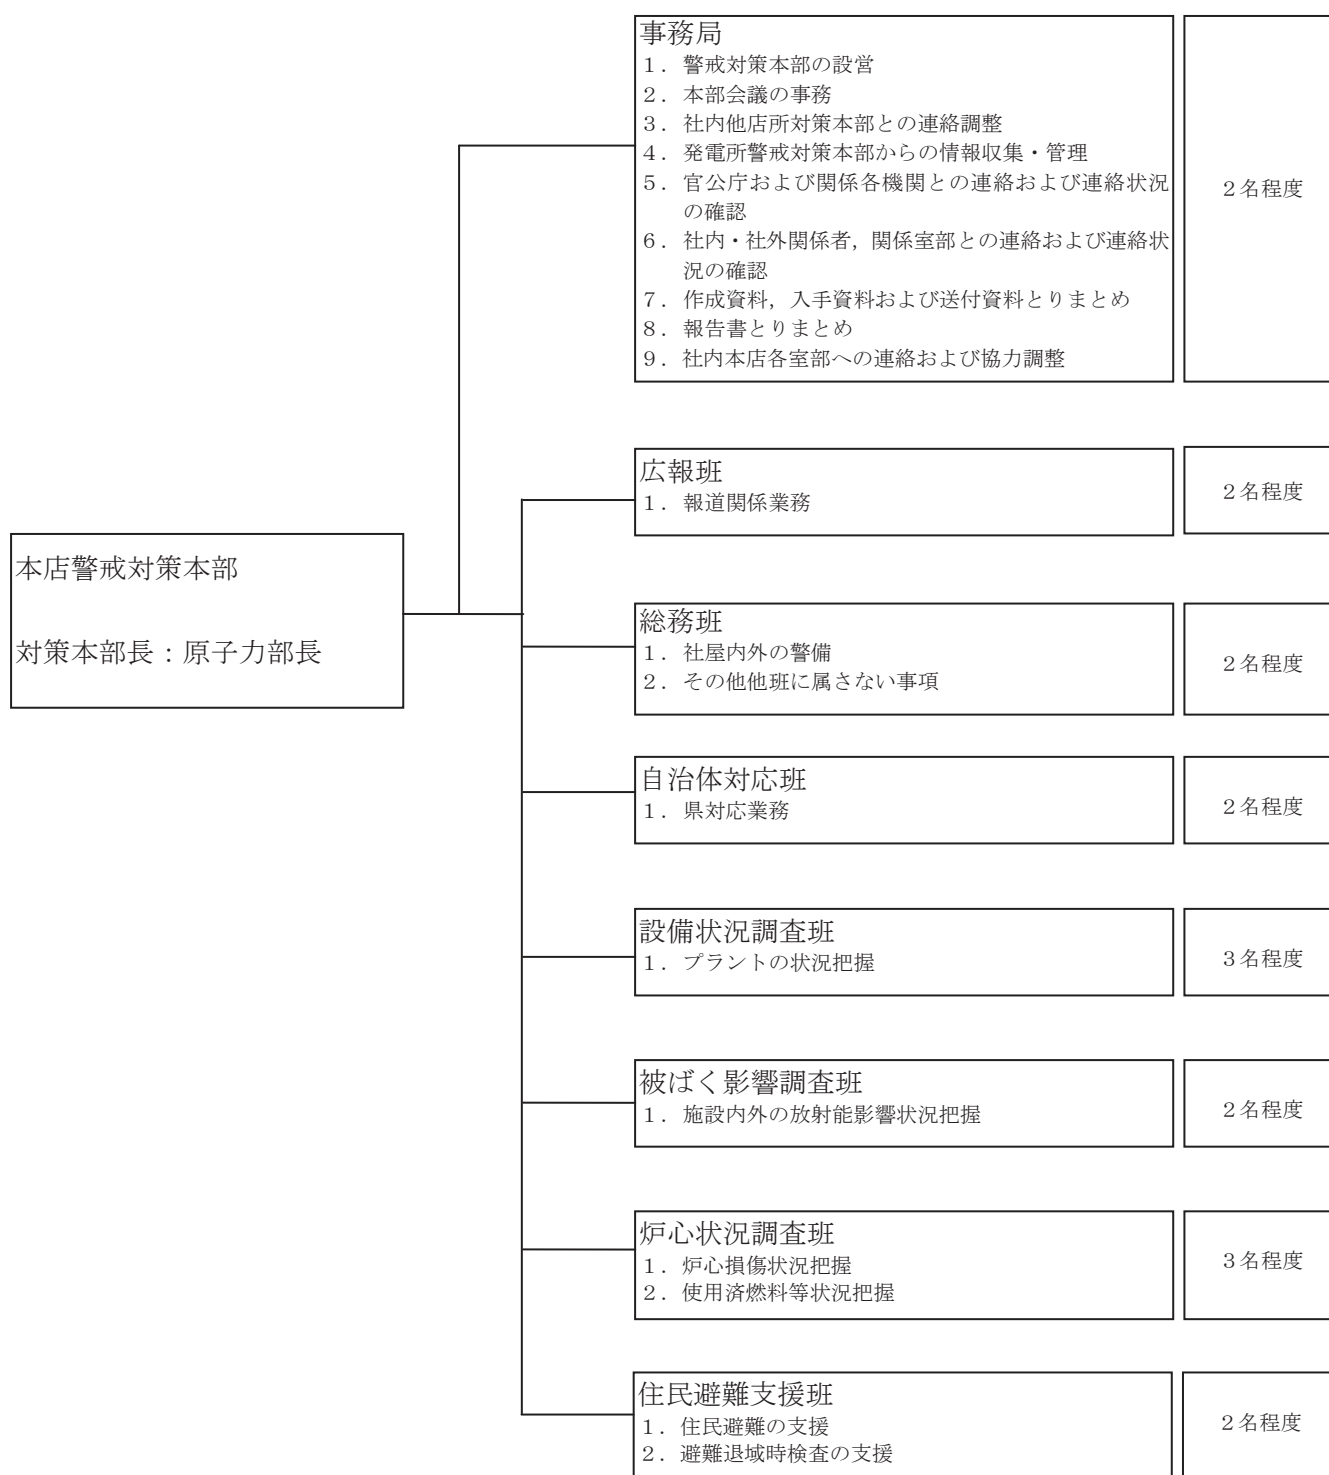 事務局
１．警戒対策本部の設営
２．本部会議の事務
３．社内他店所対策本部との連絡調整
４．発電所警戒対策本部からの情報収集・管理
５．官公庁および関係各機関との連絡および連絡状況
の確認
６．社内・社外関係者，関係室部との連絡および連絡状
況の確認
７．作成資料，入手資料および送付資料とりまとめ
８．報告書とりまとめ
９．社内本店各室部への連絡および協力調整
２名程度
広報班
１．報道関係業務
２名程度
本店警戒対策本部
対策本部長：原子力部長
総務班
１．社屋内外の警備
２．その他他班に属さない事項
２名程度
自治体対応班
１．県対応業務
２名程度
設備状況調査班
１．プラントの状況把握
３名程度
被ばく影響調査班
１．施設内外の放射能影響状況把握
２名程度
炉心状況調査班
１．炉心損傷状況把握
２．使用済燃料等状況把握
３名程度
住民避難支援班
１．住民避難の支援
２．避難退域時検査の支援
２名程度